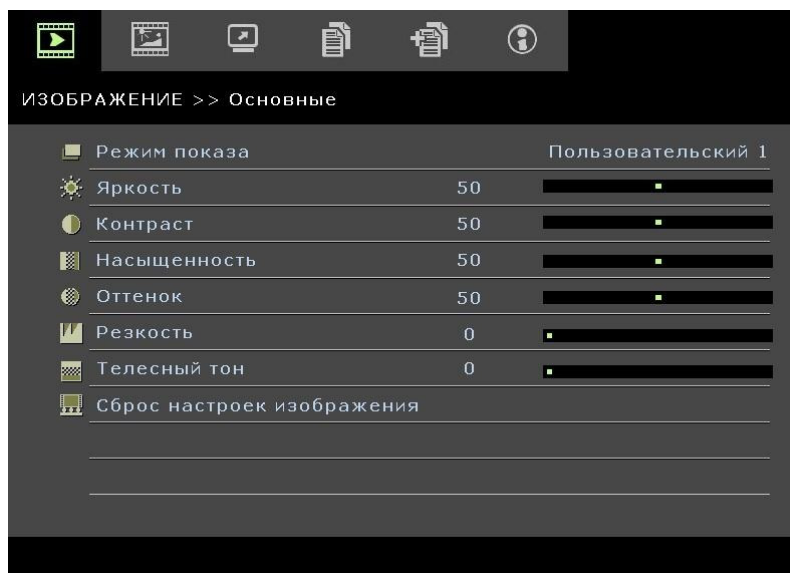 ИЗОБРАЖЕНИЕ >> Основные
Режим показа Пользовательский 1
Яркость 50
Контраст 50
Насыщенность 50
Оттенок 50
Резкость 0
Телесный тон 0
Сброс настроек изображения